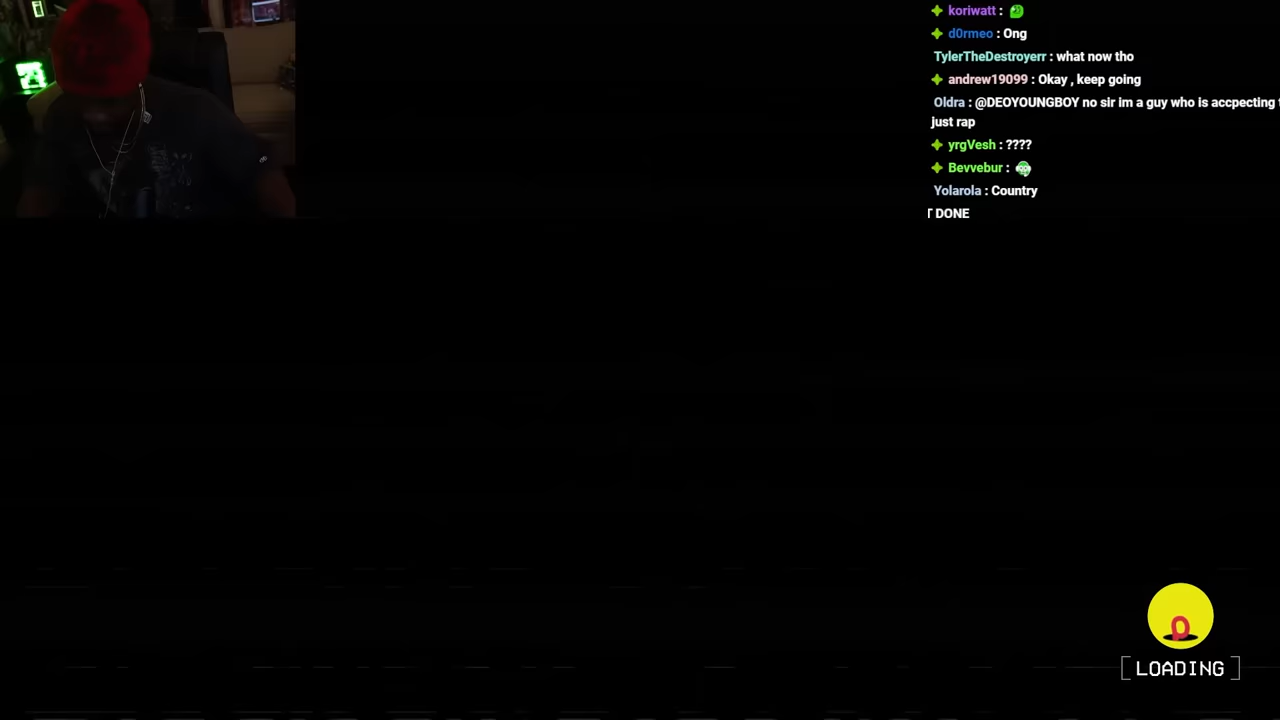 koriwatt :
d0rmeo : Ong
TylerTheDestroyerr : what now tho
andrew19099 : Okay , keep going
Oldra : @DEOYOUNGBOY no sir im a guy who is accpecting
just rap
yrgVesh : ????
Bevvebur :
Yolarola : Country
DONE
LOADING